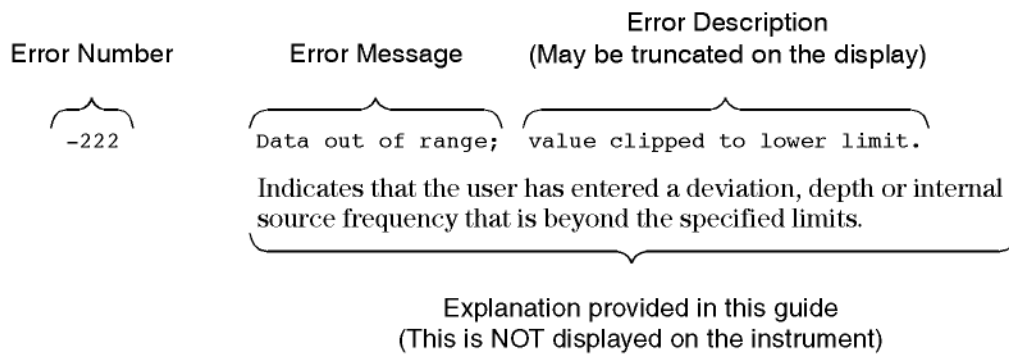 Error Description
Error Number Error Message (May be truncated on the display)
-222 Data out of range; value clipped to lower limit.
Indicates that the user has entered a deviation, depth or internal
source frequency that is beyond the specified limits.
Explanation provided in this guide
(This is NOT displayed on the instrument)